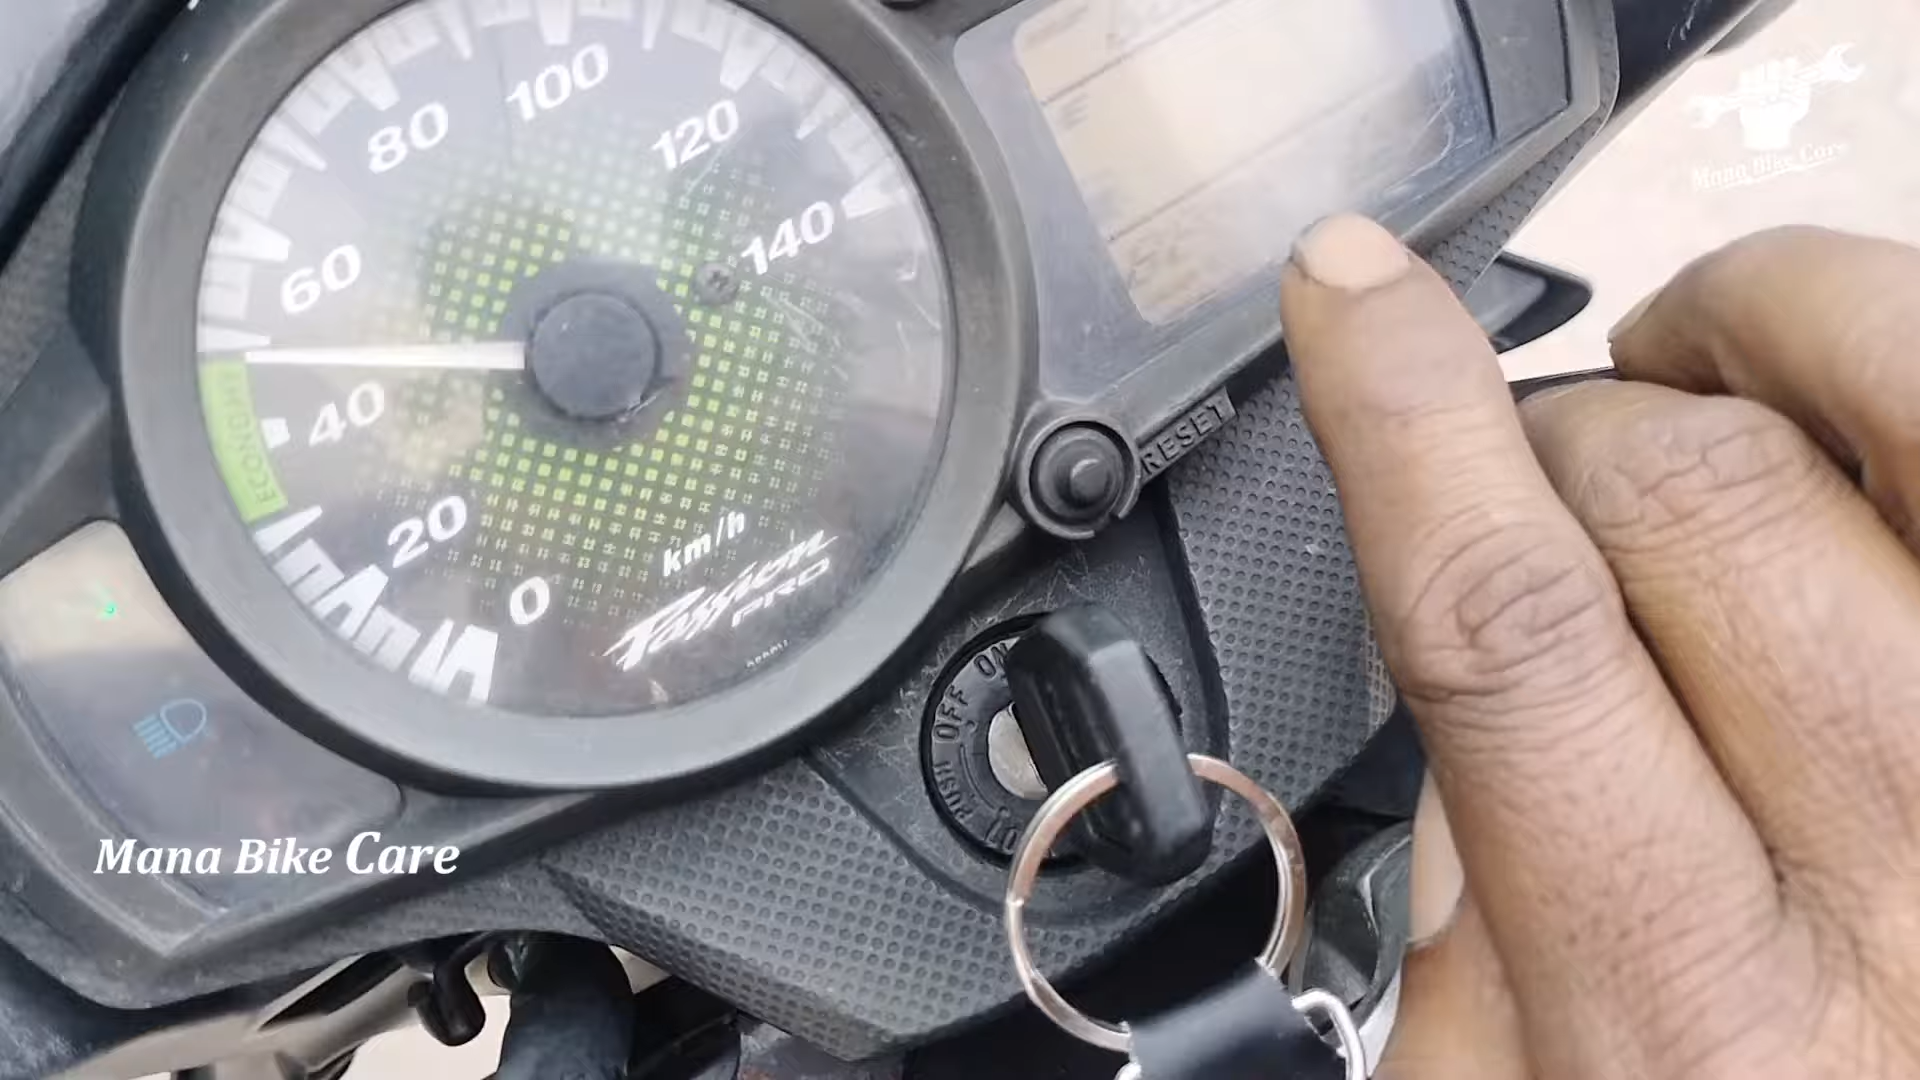 80
100
120
140
60
40
20
0
ECONOMY
km/h
Passion
PRO
RESET
ON
OFF
PUSH
Mana Bike Care
Mana Bike Care